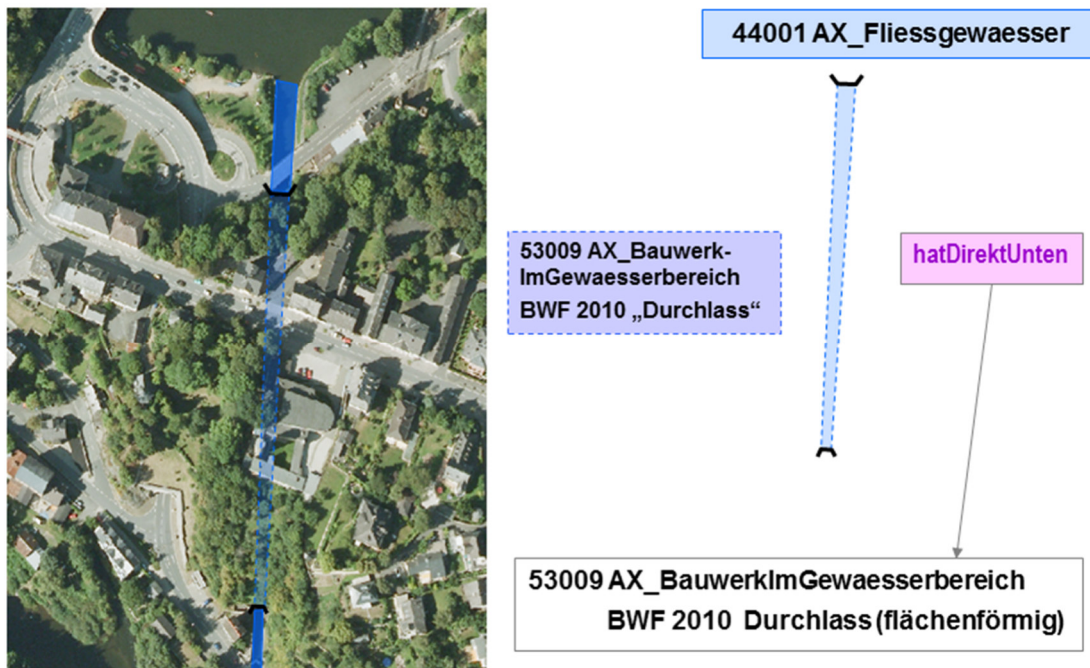 44001 AX_Fliessgewaesser
53009 AX_Bauwerk-
ImGewaesserbereich
BWF 2010 „Durchlass“
hatDirektUnten
53009 AX_BauwerkImGewaesserbereich
BWF 2010 Durchlass (flächenförmig)